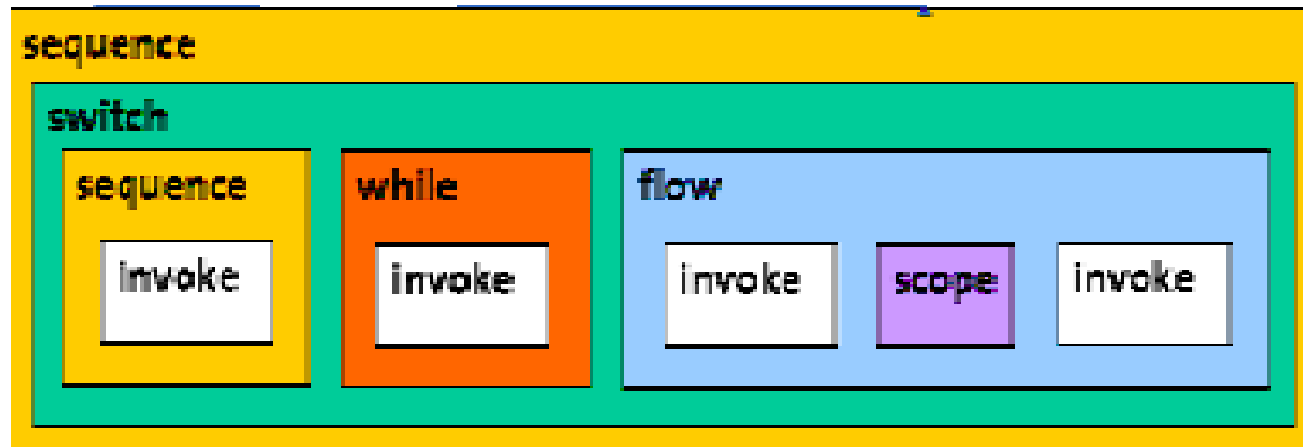 sequence
switch
sequence while flow
invoke invoke invoke scope invoke